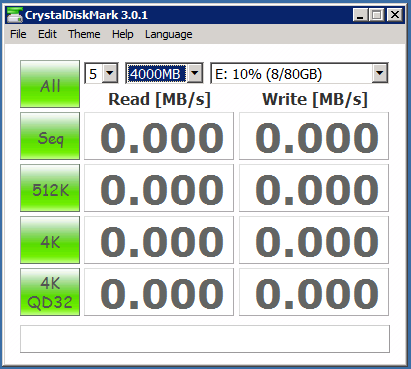 CrystalDiskMark 3.0.1
File Edit Theme Help Language
All 5 4000MB E: 10% (8/80GB)
Read [MB/s] Write [MB/s]
Seq 0.000 0.000
512K 0.000 0.000
4K 0.000 0.000
4K
QD32 0.000 0.000